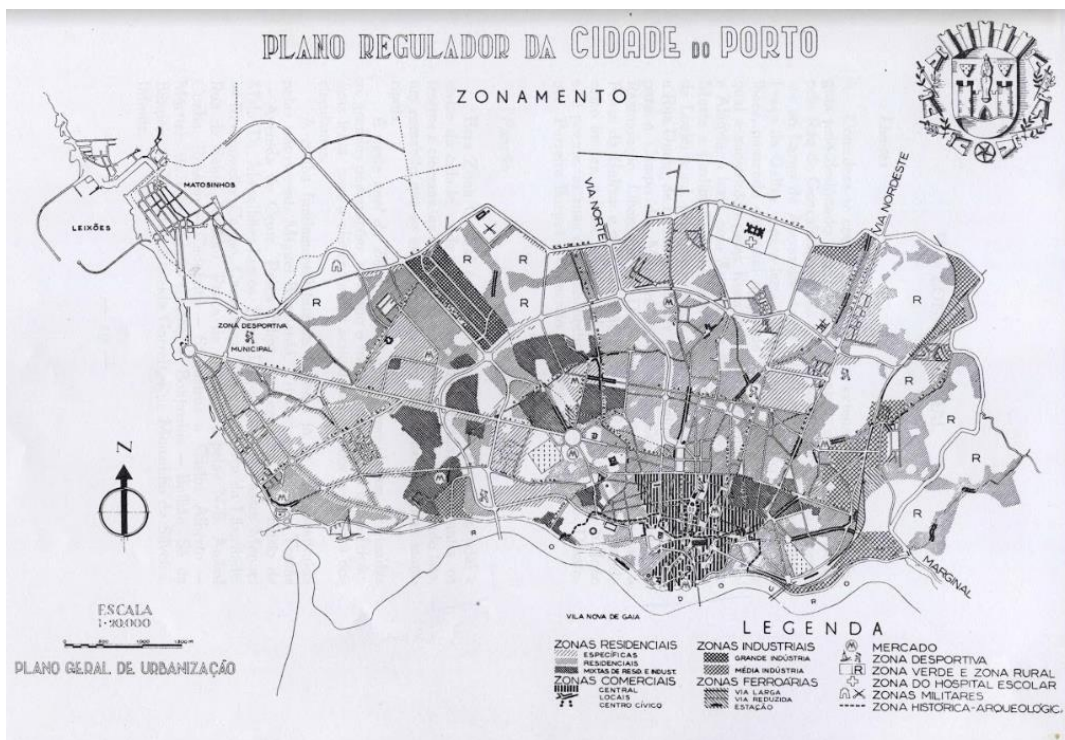 PLANO REGULADOR DA CIDADE DO PORTO
ZONAMENTO
MATOSINHOS
LEIXÕES
VIA NORTE
VIA NORDESTE
R
R
R
R
R
ZONA DESPORTIVA
MUNICIPAL
R
R
R
R
Z
M
M
M
M
M
MARGINAL
D O U R O
VILA NOVA DE GAIA
ESCALA
1:20.000
PLANO GERAL DE URBANIZAÇÃO
LEGENDA
ZONAS RESIDENCIAIS
ESPECÍFICAS
RESIDENCIAIS
MIXTAS DE RESID. E INDUST.
ZONAS COMERCIAIS
CENTRAL
LOCAIS
CENTRO CÍVICO
ZONAS INDUSTRIAIS
GRANDE INDÚSTRIA
MÉDIA INDÚSTRIA
ZONAS FERROÁRIAS
VIA LARGA
VIA REDUZIDA
ESTAÇÃO
M MERCADO
ZONA DESPORTIVA
R ZONA VERDE E ZONA RURAL
ZONA DO HOSPITAL ESCOLAR
ZONAS MILITARES
ZONA HISTÓRICA-ARQUEOLÓGIC.